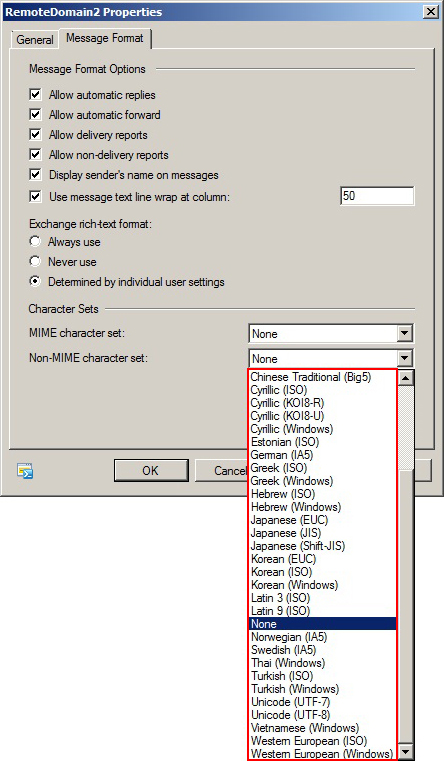 RemoteDomain2 Properties
General Message Format
Message Format Options
Allow automatic replies
Allow automatic forward
Allow delivery reports
Allow non-delivery reports
Display sender's name on messages
Use message text line wrap at column: 50
Exchange rich-text format:
Always use
Never use
Determined by individual user settings
Character Sets
MIME character set: None
Non-MIME character set: None
Chinese Traditional (Big5)
Cyrillic (ISO)
Cyrillic (KOI8-R)
Cyrillic (KOI8-U)
Cyrillic (Windows)
Estonian (ISO)
German (IA5)
Greek (ISO)
Greek (Windows)
Hebrew (ISO)
Hebrew (Windows)
Japanese (EUC)
Japanese (JIS)
Japanese (Shift-JIS)
Korean (EUC)
Korean (ISO)
Korean (Windows)
Latin 3 (ISO)
Latin 9 (ISO)
None
Norwegian (IA5)
Swedish (IA5)
Thai (Windows)
Turkish (ISO)
Turkish (Windows)
Unicode (UTF-7)
Unicode (UTF-8)
Vietnamese (Windows)
Western European (ISO)
Western European (Windows)
OK Cancel